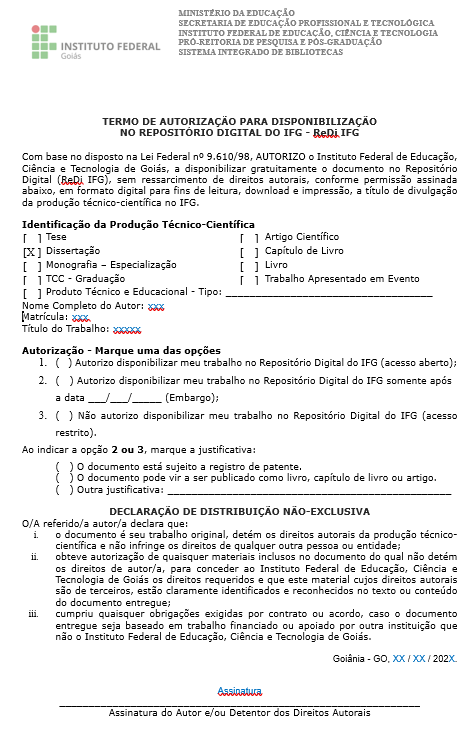 MINISTÉRIO DA EDUCAÇÃO
SECRETARIA DE EDUCAÇÃO PROFISSIONAL E TECNOLÓGICA
INSTITUTO FEDERAL DE EDUCAÇÃO, CIÊNCIA E TECNOLOGIA
PRÓ-REITORIA DE PESQUISA E PÓS-GRADUAÇÃO
SISTEMA INTEGRADO DE BIBLIOTECAS
INSTITUTO FEDERAL
Goiás
TERMO DE AUTORIZAÇÃO PARA DISPONIBILIZAÇÃO
NO REPOSITÓRIO DIGITAL DO IFG - ReDi IFG
Com base no disposto na Lei Federal nº 9.610/98, AUTORIZO o Instituto Federal de Educação,
Ciência e Tecnologia de Goiás, a disponibilizar gratuitamente o documento no Repositório
Digital (ReDi IFG), sem ressarcimento de direitos autorais, conforme permissão assinada
abaixo, em formato digital para fins de leitura, download e impressão, a título de divulgação
da produção técnico-científica no IFG.
Identificação da Produção Técnico-Científica
[ ] Tese [ ] Artigo Científico
[X] Dissertação [ ] Capítulo de Livro
[ ] Monografia – Especialização [ ] Livro
[ ] TCC - Graduação [ ] Trabalho Apresentado em Evento
[ ] Produto Técnico e Educacional - Tipo: ___________________________________
Nome Completo do Autor: xxx
Matrícula: xxx
Título do Trabalho: xxxxx
Autorização - Marque uma das opções
1. ( ) Autorizo disponibilizar meu trabalho no Repositório Digital do IFG (acesso aberto);
2. ( ) Autorizo disponibilizar meu trabalho no Repositório Digital do IFG somente após
a data ___/___/_____ (Embargo);
3. ( ) Não autorizo disponibilizar meu trabalho no Repositório Digital do IFG (acesso
restrito).
Ao indicar a opção 2 ou 3, marque a justificativa:
( ) O documento está sujeito a registro de patente.
( ) O documento pode vir a ser publicado como livro, capítulo de livro ou artigo.
( ) Outra justificativa: ________________________________________________
DECLARAÇÃO DE DISTRIBUIÇÃO NÃO-EXCLUSIVA
O/A referido/a autor/a declara que:
i. o documento é seu trabalho original, detém os direitos autorais da produção técnico-
científica e não infringe os direitos de qualquer outra pessoa ou entidade;
ii. obteve autorização de quaisquer materiais inclusos no documento do qual não detém
os direitos de autor/a, para conceder ao Instituto Federal de Educação, Ciência e
Tecnologia de Goiás os direitos requeridos e que este material cujos direitos autorais
são de terceiros, estão claramente identificados e reconhecidos no texto ou conteúdo
do documento entregue;
iii. cumpriu quaisquer obrigações exigidas por contrato ou acordo, caso o documento
entregue seja baseado em trabalho financiado ou apoiado por outra instituição que
não o Instituto Federal de Educação, Ciência e Tecnologia de Goiás.
Goiânia - GO, XX / XX / 202X.
Assinatura
_____________________________________________________________
Assinatura do Autor e/ou Detentor dos Direitos Autorais